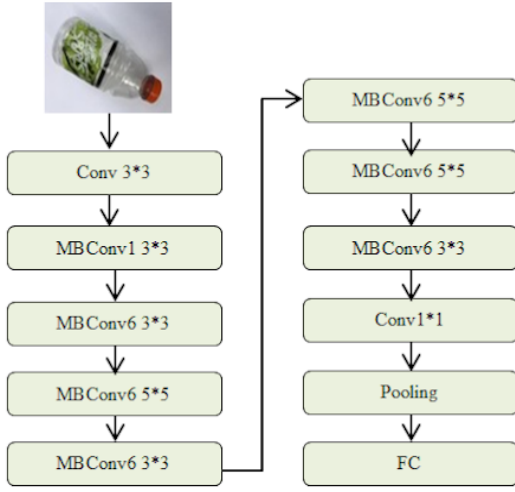 Conv 3*3
MBConv1 3*3
MBConv6 3*3
MBConv6 5*5
MBConv6 3*3
MBConv6 5*5
MBConv6 5*5
MBConv6 3*3
Conv1*1
Pooling
FC